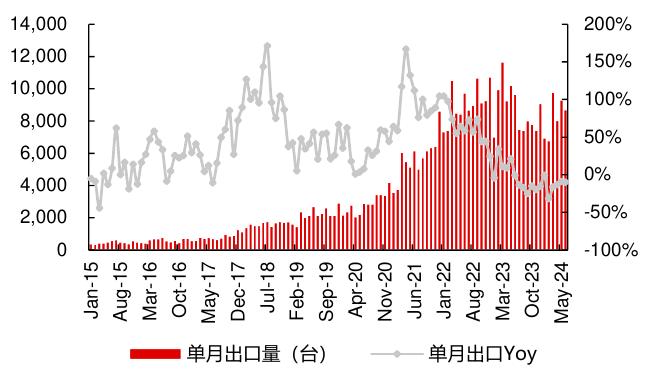 14,000
12,000
10,000
8,000
6,000
4,000
2,000
0
200%
150%
100%
50%
0%
-50%
-100%
Jan-15
Aug-15
Mar-16
Oct-16
May-17
Dec-17
Jul-18
Feb-19
Sep-19
Apr-20
Nov-20
Jun-21
Jan-22
Aug-22
Mar-23
Oct-23
May-24
单月出口量（台） 单月出口Yoy